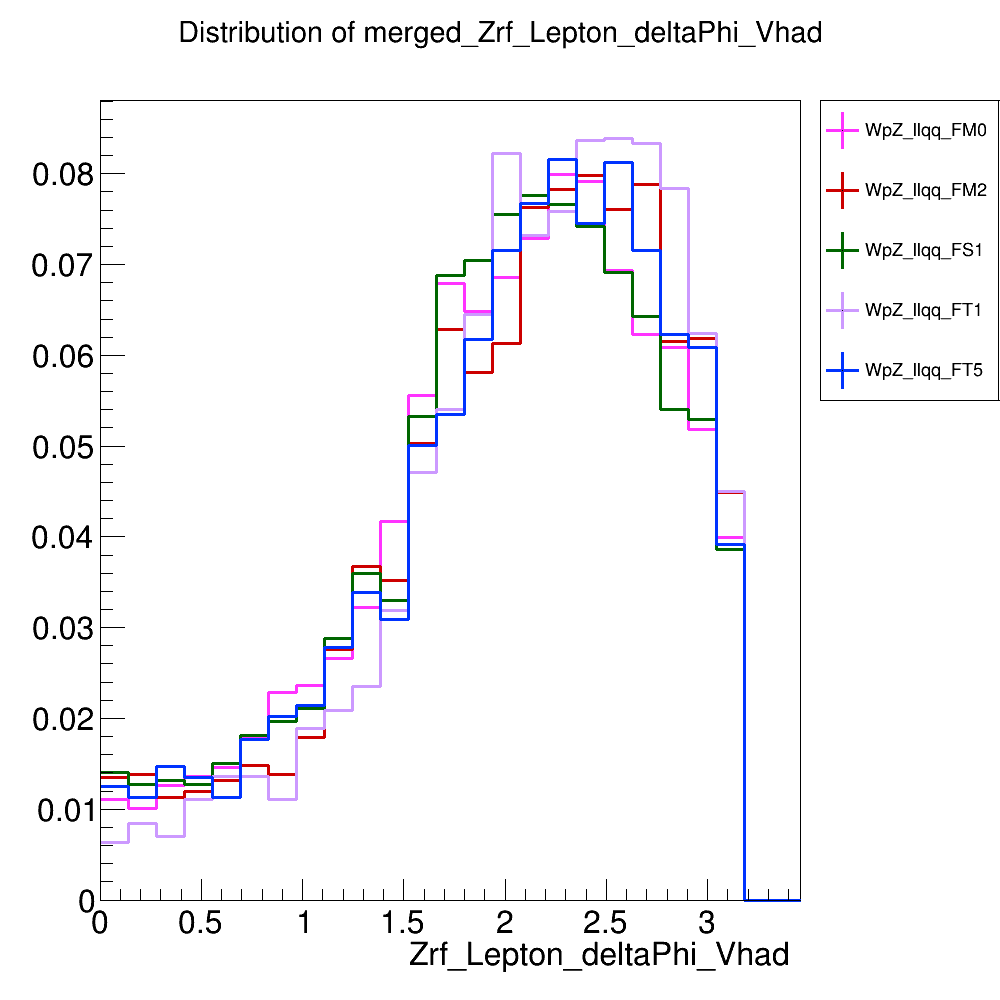 Distribution of merged_Zrf_Lepton_deltaPhi_Vhad
WpZ_llqq_FM0
WpZ_llqq_FM2
WpZ_llqq_FS1
WpZ_llqq_FT1
WpZ_llqq_FT5
0.08
0.07
0.06
0.05
0.04
0.03
0.02
0.01
0
0 0.5 1 1.5 2 2.5 3
Zrf_Lepton_deltaPhi_Vhad